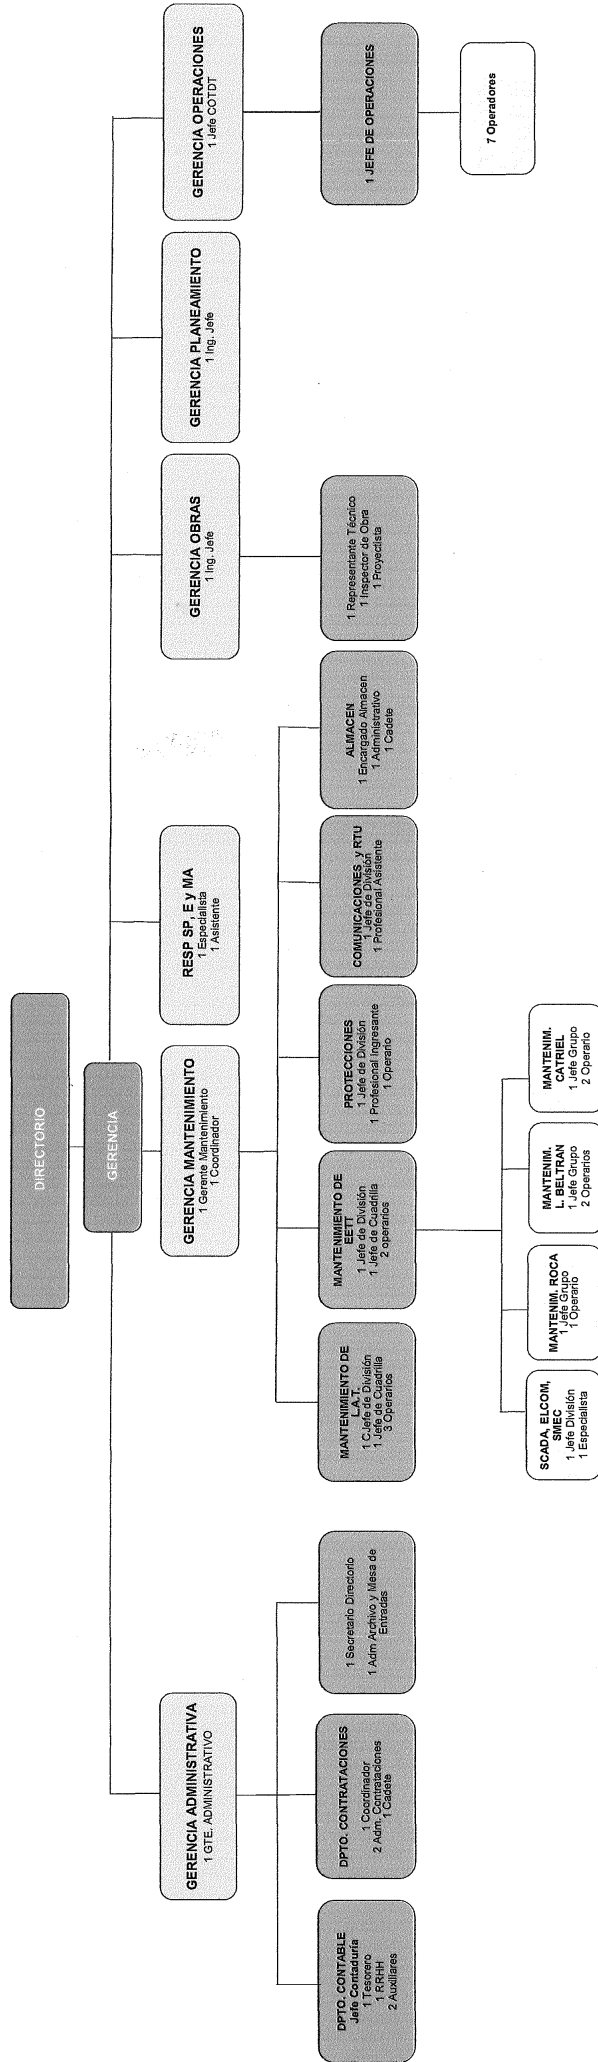 DIRECTORIO
GERENCIA
GERENCIA ADMINISTRATIVA
1 GTE. ADMINISTRATIVO
GERENCIA MANTENIMIENTO
1 Gerente Mantenimiento
1 Coordinador
RESP SP, E y MA
1 Especialista
1 Asistente
GERENCIA OBRAS
1 Ing. Jefe
GERENCIA PLANEAMIENTO
1 Ing. Jefe
GERENCIA OPERACIONES
1 Jefe COTDT
DPTO. CONTABLE
Jefe Contaduría
1 Tesorero
1 RRHH
2 Auxiliares
DPTO. CONTRATACIONES
1 Coordinador
2 Adm. Contrataciones
1 Cadete
1 Secretario Directorio
1 Adm Archivo y Mesa de
Entradas
MANTENIMIENTO DE
L.A.T.
1 CJefe de División
1 Jefe de Cuadrilla
3 Operarios
MANTENIMIENTO DE
EETT
1 Jefe de División
1 Jefe de Cuadrilla
2 operarios
PROTECCIONES
1 Jefe de División
1 Profesional Ingresante
1 Operario
COMUNICACIONES y RTU
1 Jefe de División
1 Profesional Asistente
ALMACEN
1 Encargado Almacen
1 Administrativo
1 Cadete
1 Representante Técnico
1 Inspector de Obra
1 Proyectista
1 JEFE DE OPERACIONES
SCADA, ELCOM,
SMEC
1 Jefe División
1 Especialista
MANTENIM. ROCA
1 Jefe Grupo
1 Operario
MANTENIM.
L. BELTRAN
1 Jefe Grupo
2 Operarios
MANTENIM.
CATRIEL
1 Jefe Grupo
2 Operario
7 Operadores